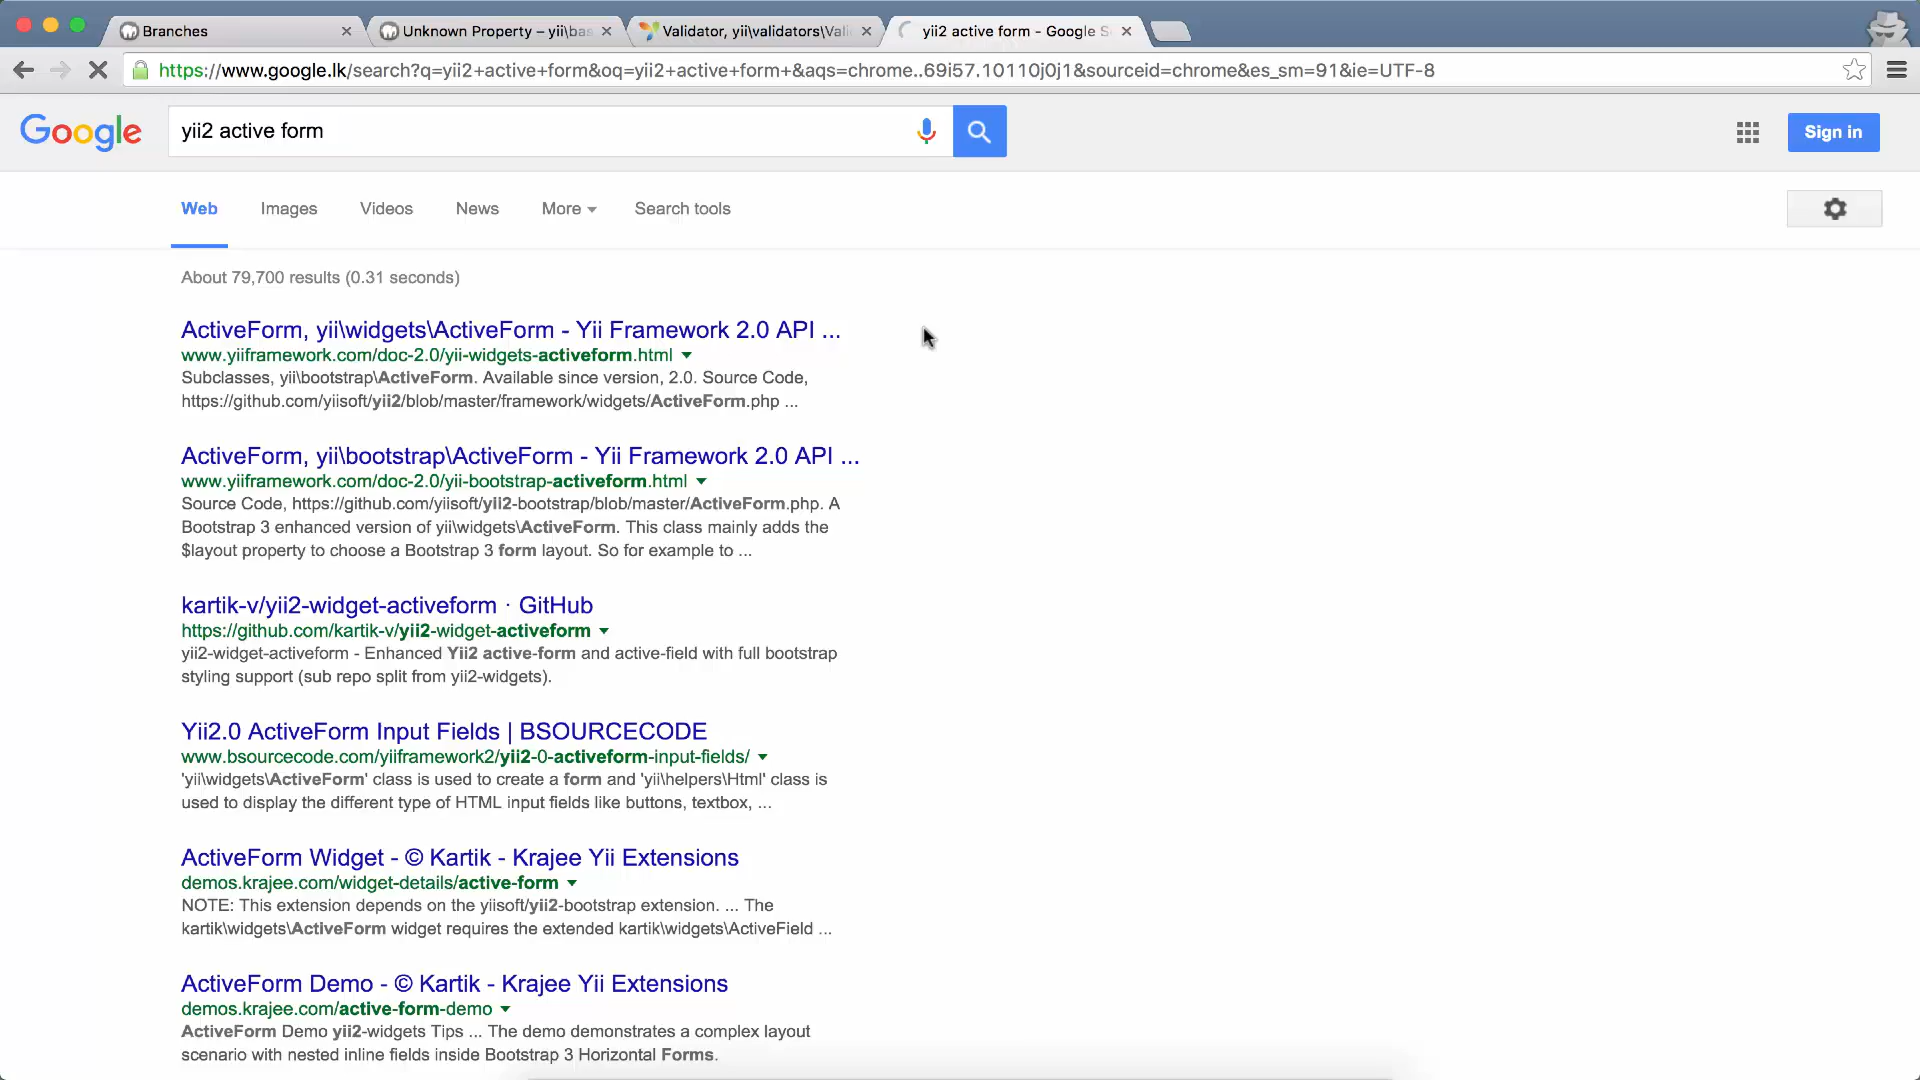 Branches
Unknown Property – yii\bas
Validator, yii\validators\Vali
yii2 active form - Google S
https://www.google.lk/search?q=yii2+active+form&oq=yii2+active+form+&aqs=chrome..69i57.10110j0j1&sourceid=chrome&es_sm=91&ie=UTF-8
Google
yii2 active form
Sign in
Web Images Videos News More Search tools
About 79,700 results (0.31 seconds)
ActiveForm, yii\widgets\ActiveForm - Yii Framework 2.0 API ...
www.yiiframework.com/doc-2.0/yii-widgets-activeform.html
Subclasses, yii\bootstrap\ActiveForm. Available since version, 2.0. Source Code,
https://github.com/yiisoft/yii2/blob/master/framework/widgets/ActiveForm.php ...
ActiveForm, yii\bootstrap\ActiveForm - Yii Framework 2.0 API ...
www.yiiframework.com/doc-2.0/yii-bootstrap-activeform.html
Source Code, https://github.com/yiisoft/yii2-bootstrap/blob/master/ActiveForm.php. A
Bootstrap 3 enhanced version of yii\widgets\ActiveForm. This class mainly adds the
$layout property to choose a Bootstrap 3 form layout. So for example to ...
kartik-v/yii2-widget-activeform · GitHub
https://github.com/kartik-v/yii2-widget-activeform
yii2-widget-activeform - Enhanced Yii2 active-form and active-field with full bootstrap
styling support (sub repo split from yii2-widgets).
Yii2.0 ActiveForm Input Fields | BSOURCECODE
www.bsourcecode.com/yiiframework2/yii2-0-activeform-input-fields/
'yii\widgets\ActiveForm' class is used to create a form and 'yii\helpers\Html' class is
used to display the different type of HTML input fields like buttons, textbox, ...
ActiveForm Widget - © Kartik - Krajee Yii Extensions
demos.krajee.com/widget-details/active-form
NOTE: This extension depends on the yiisoft/yii2-bootstrap extension. ... The
kartik\widgets\ActiveForm widget requires the extended kartik\widgets\ActiveField ...
ActiveForm Demo - © Kartik - Krajee Yii Extensions
demos.krajee.com/active-form-demo
ActiveForm Demo yii2-widgets Tips ... The demo demonstrates a complex layout
scenario with nested inline fields inside Bootstrap 3 Horizontal Forms.